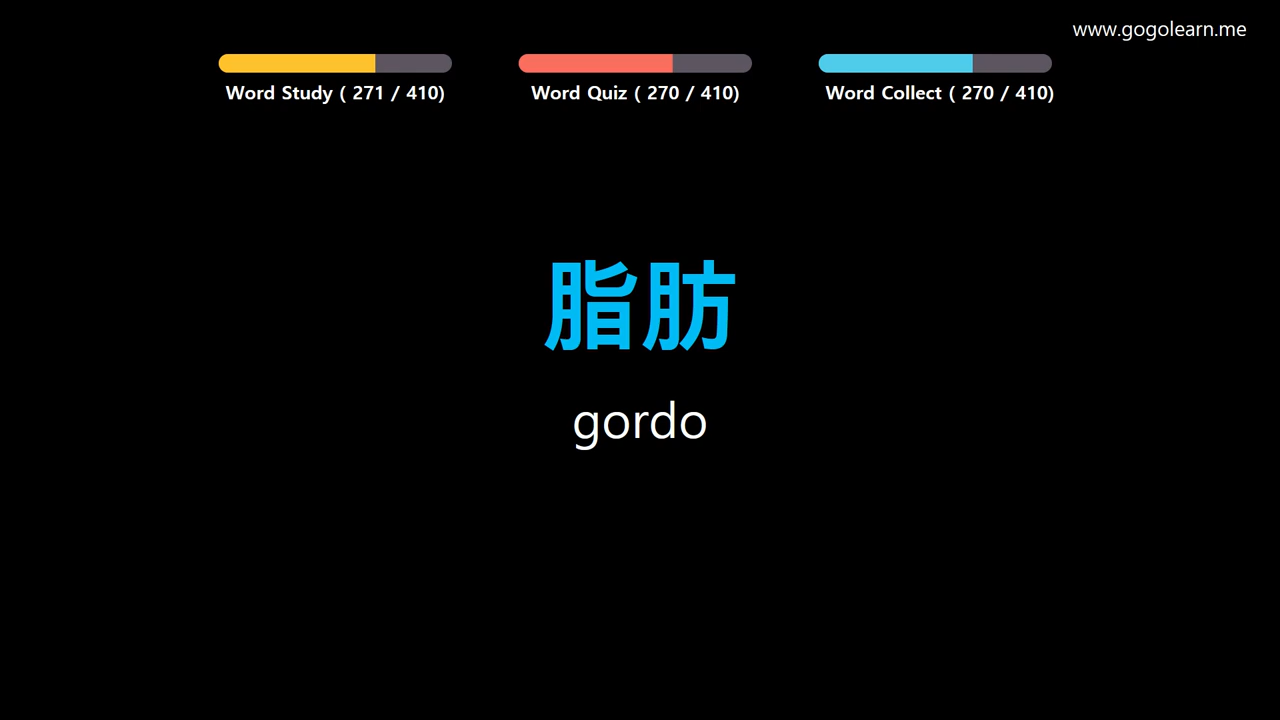 www.gogolearn.me
Word Study ( 271 / 410)
Word Quiz ( 270 / 410)
Word Collect ( 270 / 410)
脂肪
gordo